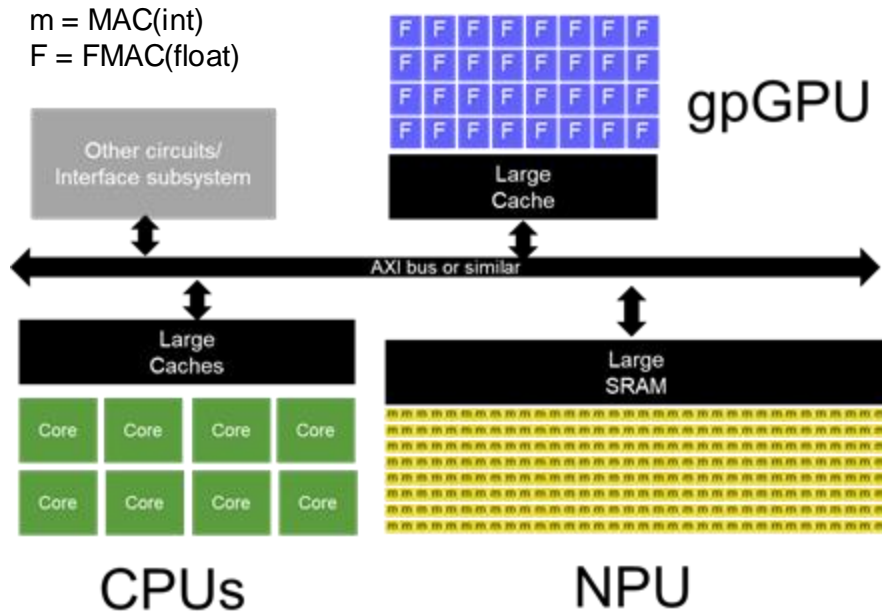 m = MAC(int)
F = FMAC(float)
F F F F F F F F
F F F F F F F F
F F F F F F F F
F F F F F F F F
gpGPU
Other circuits/
Interface subsystem
Large
Cache
AXI bus or similar
Large
Caches
Large
SRAM
Core Core Core Core
Core Core Core Core
m m m m m m m m m m m m m m m m m m m m m m m m m m m m m m m m m m
m m m m m m m m m m m m m m m m m m m m m m m m m m m m m m m m m m
m m m m m m m m m m m m m m m m m m m m m m m m m m m m m m m m m m
m m m m m m m m m m m m m m m m m m m m m m m m m m m m m m m m m m
m m m m m m m m m m m m m m m m m m m m m m m m m m m m m m m m m m
m m m m m m m m m m m m m m m m m m m m m m m m m m m m m m m m m m
m m m m m m m m m m m m m m m m m m m m m m m m m m m m m m m m m m
m m m m m m m m m m m m m m m m m m m m m m m m m m m m m m m m m m
CPUs
NPU